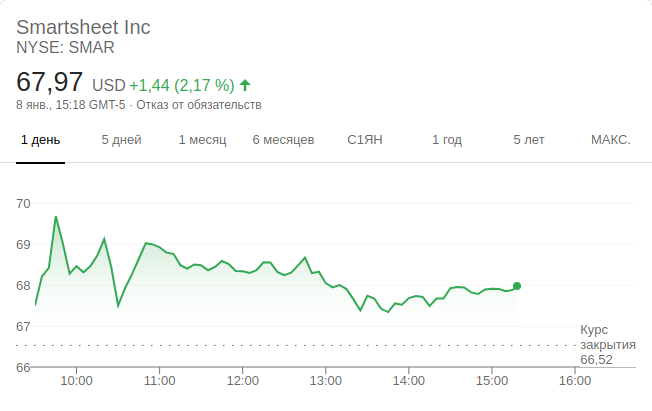 Smartsheet Inc
NYSE: SMAR
67,97 USD +1,44 (2,17 %)
8 янв., 15:18 GMT-5 · Отказ от обязательств
1 день 5 дней 1 месяц 6 месяцев С1ЯН 1 год 5 лет МАКС.
70
69
68
67
Курс
закрытия
66,52
66
10:00 11:00 12:00 13:00 14:00 15:00 16:00